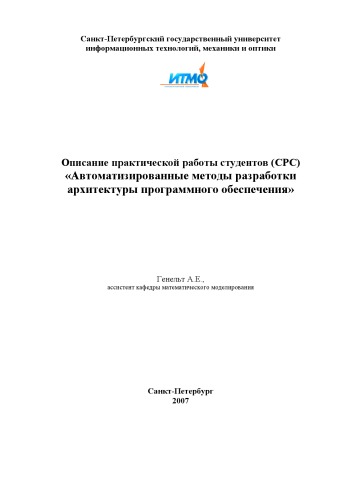 Санкт-Петербургский государственный университет
информационных технологий, механики и оптики
ИТМО
Описание практической работы студентов (СРС)
«Автоматизированные методы разработки
архитектуры программного обеспечения»
Генельт А.Е.,
ассистент кафедры математического моделирования
Санкт-Петербург
2007